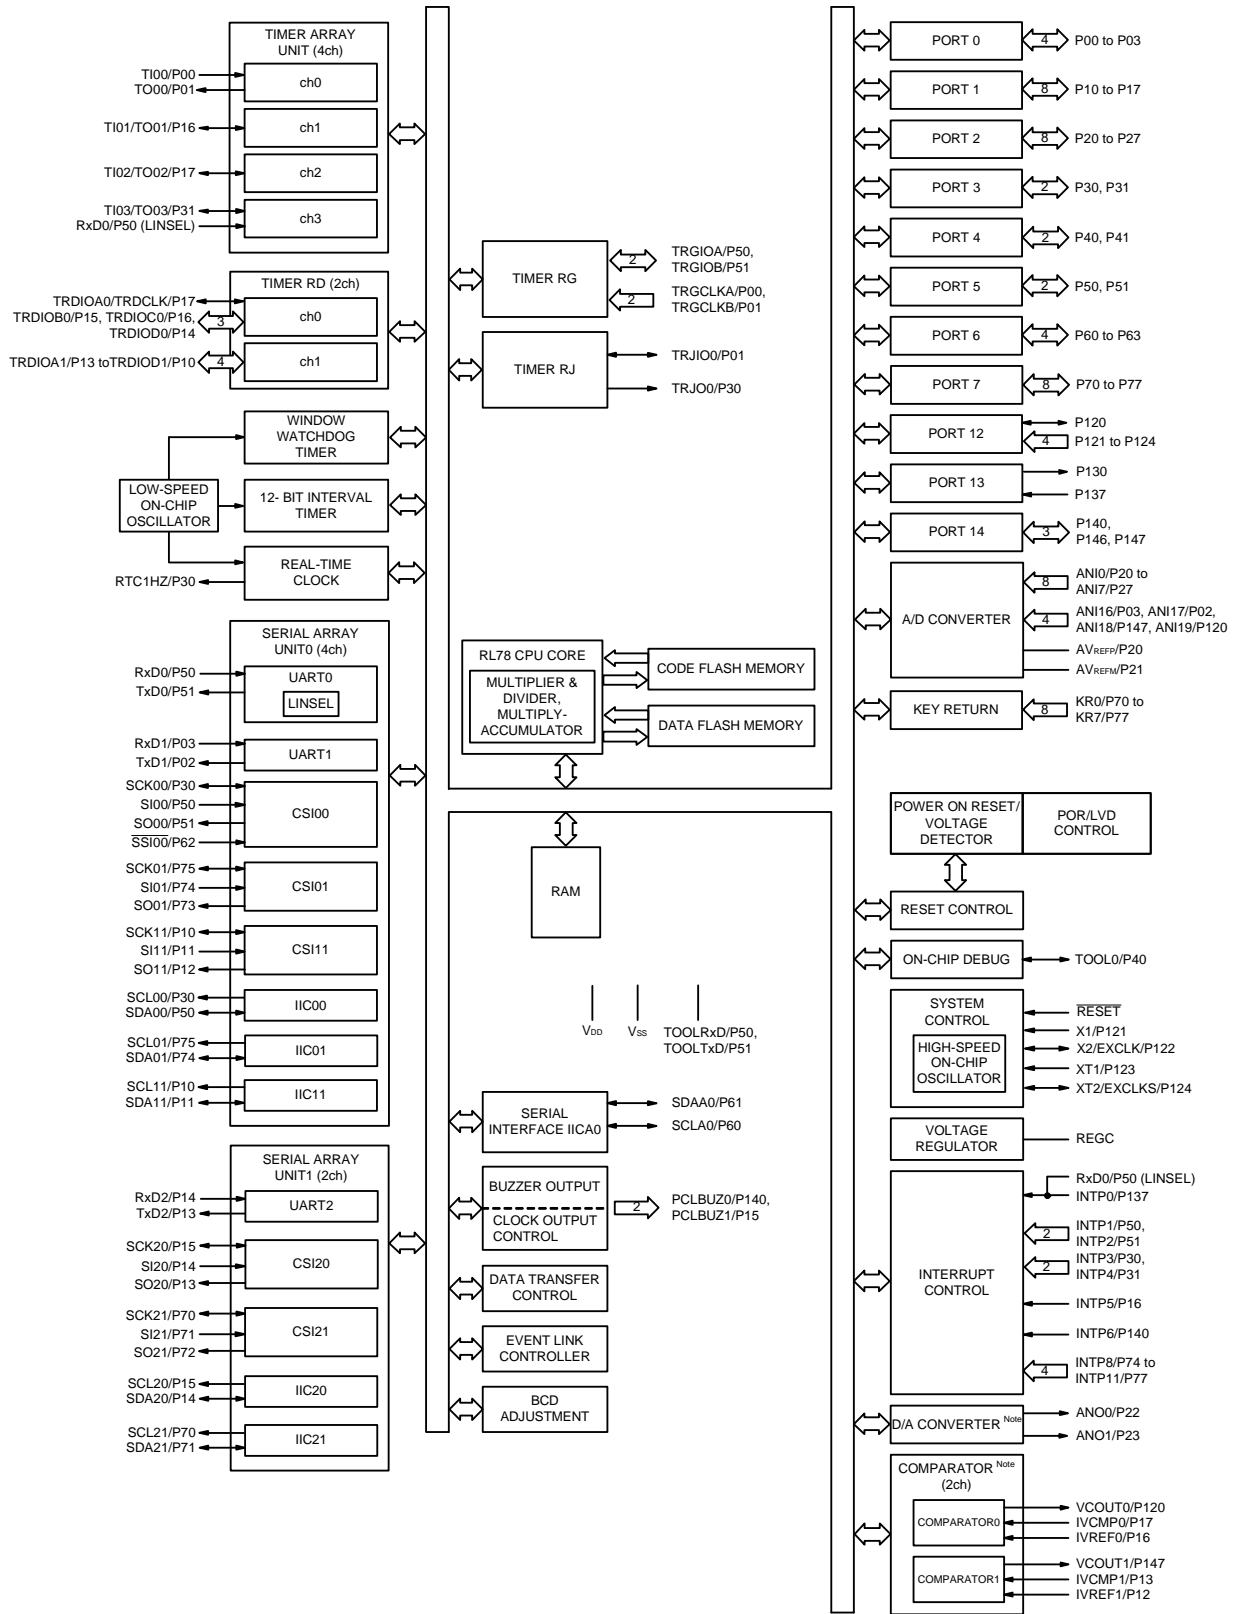 TIMER ARRAY
UNIT (4ch)
TI00/P00
TO00/P01
ch0
TI01/TO01/P16
ch1
TI02/TO02/P17
ch2
TI03/TO03/P31
RxD0/P50 (LINSEL)
ch3
TIMER RD (2ch)
TRDIOA0/TRDCLK/P17
TRDIOB0/P15, TRDIOC0/P16,
TRDIOD0/P14
3
ch0
TRDIOA1/P13 toTRDIOD1/P10
4
ch1
WINDOW
WATCHDOG
TIMER
LOW-SPEED
ON-CHIP
OSCILLATOR
12- BIT INTERVAL
TIMER
RTC1HZ/P30
REAL-TIME
CLOCK
SERIAL ARRAY
UNIT0 (4ch)
RxD0/P50
TxD0/P51
UART0
LINSEL
RxD1/P03
TxD1/P02
UART1
SCK00/P30
SI00/P50
SO00/P51
SSI00/P62
CSI00
SCK01/P75
SI01/P74
SO01/P73
CSI01
SCK11/P10
SI11/P11
SO11/P12
CSI11
SCL00/P30
SDA00/P50
IIC00
SCL01/P75
SDA01/P74
IIC01
SCL11/P10
SDA11/P11
IIC11
SERIAL ARRAY
UNIT1 (2ch)
RxD2/P14
TxD2/P13
UART2
SCK20/P15
SI20/P14
SO20/P13
CSI20
SCK21/P70
SI21/P71
SO21/P72
CSI21
SCL20/P15
SDA20/P14
IIC20
SCL21/P70
SDA21/P71
IIC21
TIMER RG
2
TRGIOA/P50,
TRGIOB/P51
2
TRGCLKA/P00,
TRGCLKB/P01
TIMER RJ
TRJIO0/P01
TRJO0/P30
RL78 CPU CORE
MULTIPLIER &
DIVIDER,
MULTIPLY-
ACCUMULATOR
CODE FLASH MEMORY
DATA FLASH MEMORY
RAM
VDD
VSS
TOOLRxD/P50,
TOOLTxD/P51
SERIAL
INTERFACE IICA0
SDAA0/P61
SCLA0/P60
BUZZER OUTPUT
CLOCK OUTPUT
CONTROL
2
PCLBUZ0/P140,
PCLBUZ1/P15
DATA TRANSFER
CONTROL
EVENT LINK
CONTROLLER
BCD
ADJUSTMENT
PORT 0
4
P00 to P03
PORT 1
8
P10 to P17
PORT 2
8
P20 to P27
PORT 3
2
P30, P31
PORT 4
2
P40, P41
PORT 5
2
P50, P51
PORT 6
4
P60 to P63
PORT 7
8
P70 to P77
PORT 12
P120
4
P121 to P124
PORT 13
P130
P137
PORT 14
3
P140,
P146, P147
A/D CONVERTER
8
ANI0/P20 to
ANI7/P27
4
ANI16/P03, ANI17/P02,
ANI18/P147, ANI19/P120
AVREFP/P20
AVREFM/P21
KEY RETURN
8
KR0/P70 to
KR7/P77
POWER ON RESET/
VOLTAGE
DETECTOR
POR/LVD
CONTROL
RESET CONTROL
ON-CHIP DEBUG
TOOL0/P40
SYSTEM
CONTROL
HIGH-SPEED
ON-CHIP
OSCILLATOR
RESET
X1/P121
X2/EXCLK/P122
XT1/P123
XT2/EXCLKS/P124
VOLTAGE
REGULATOR
REGC
INTERRUPT
CONTROL
RxD0/P50 (LINSEL)
INTP0/P137
2
INTP1/P50,
INTP2/P51
2
INTP3/P30,
INTP4/P31
INTP5/P16
INTP6/P140
4
INTP8/P74 to
INTP11/P77
D/A CONVERTER Note
ANO0/P22
ANO1/P23
COMPARATOR Note
(2ch)
COMPARATOR0
VCOUT0/P120
IVCMP0/P17
IVREF0/P16
COMPARATOR1
VCOUT1/P147
IVCMP1/P13
IVREF1/P12